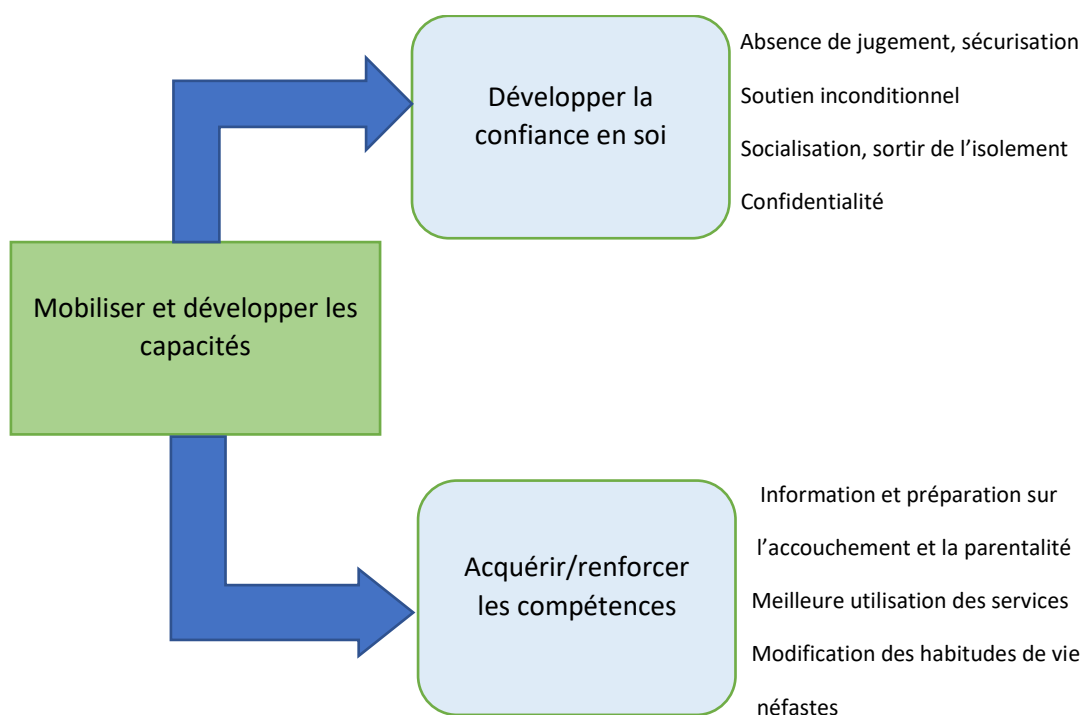 Absence de jugement, sécurisation
Développer la
confiance en soi
Soutien inconditionnel
Socialisation, sortir de l’isolement
Confidentialité
Mobiliser et développer les
capacités
Acquérir/renforcer
les compétences
Information et préparation sur
l’accouchement et la parentalité
Meilleure utilisation des services
Modification des habitudes de vie
néfastes